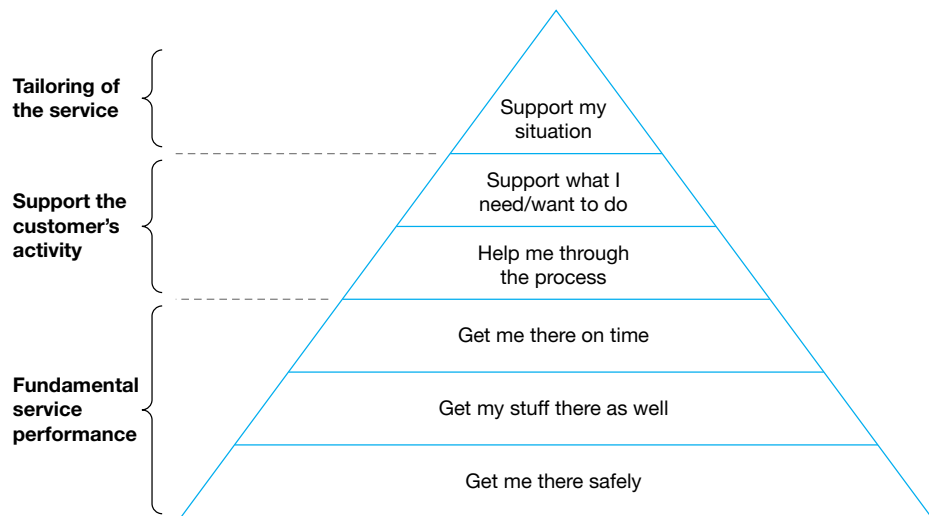 Tailoring of
the service
Support my
situation
Support the
customer's
activity
Support what I
need/want to do
Help me through
the process
Fundamental
service
performance
Get me there on time
Get my stuff there as well
Get me there safely